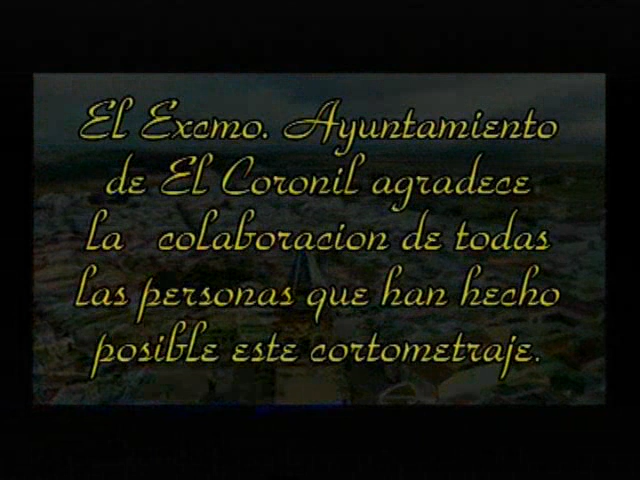 El Excmo. Ayuntamiento
de El Coronil agradece
la colaboracion de todas
las personas que han hecho
posible este cortometraje.